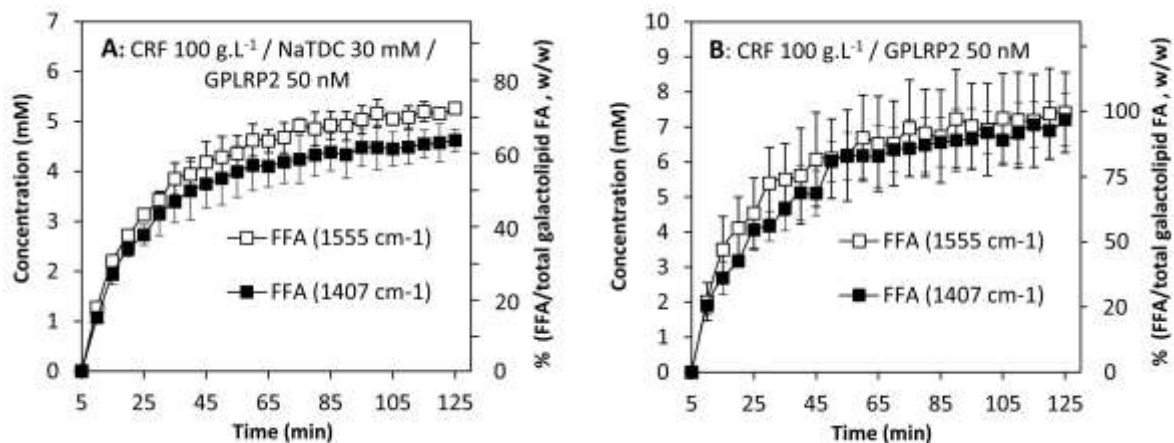 A: CRF 100 g.L⁻¹ / NaTDC 30 mM /
GPLRP2 50 nM
Concentration (mM)
7
6
5
4
3
2
1
0
% (FFA/total galactolipid FA, w/w)
80
60
40
20
0
FFA (1555 cm-1)
FFA (1407 cm-1)
5 25 45 65 85 105 125
Time (min)
B: CRF 100 g.L⁻¹ / GPLRP2 50 nM
Concentration (mM)
10
9
8
7
6
5
4
3
2
1
0
% (FFA/total galactolipid FA, w/w)
100
75
50
20
0
FFA (1555 cm-1)
FFA (1407 cm-1)
5 25 45 65 85 105 125
Time (min)